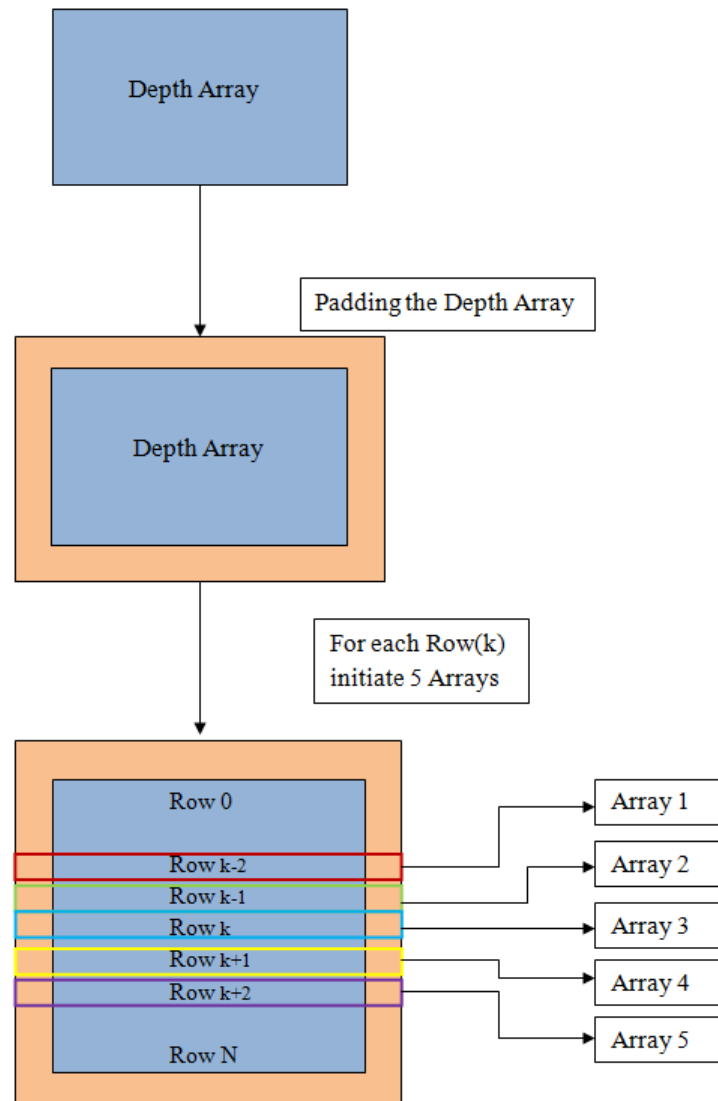 Depth Array
Padding the Depth Array
Depth Array
For each Row(k)
initiate 5 Arrays
Row 0
Array 1
Row k-2
Array 2
Row k-1
Row k
Array 3
Row k+1
Array 4
Row k+2
Array 5
Row N